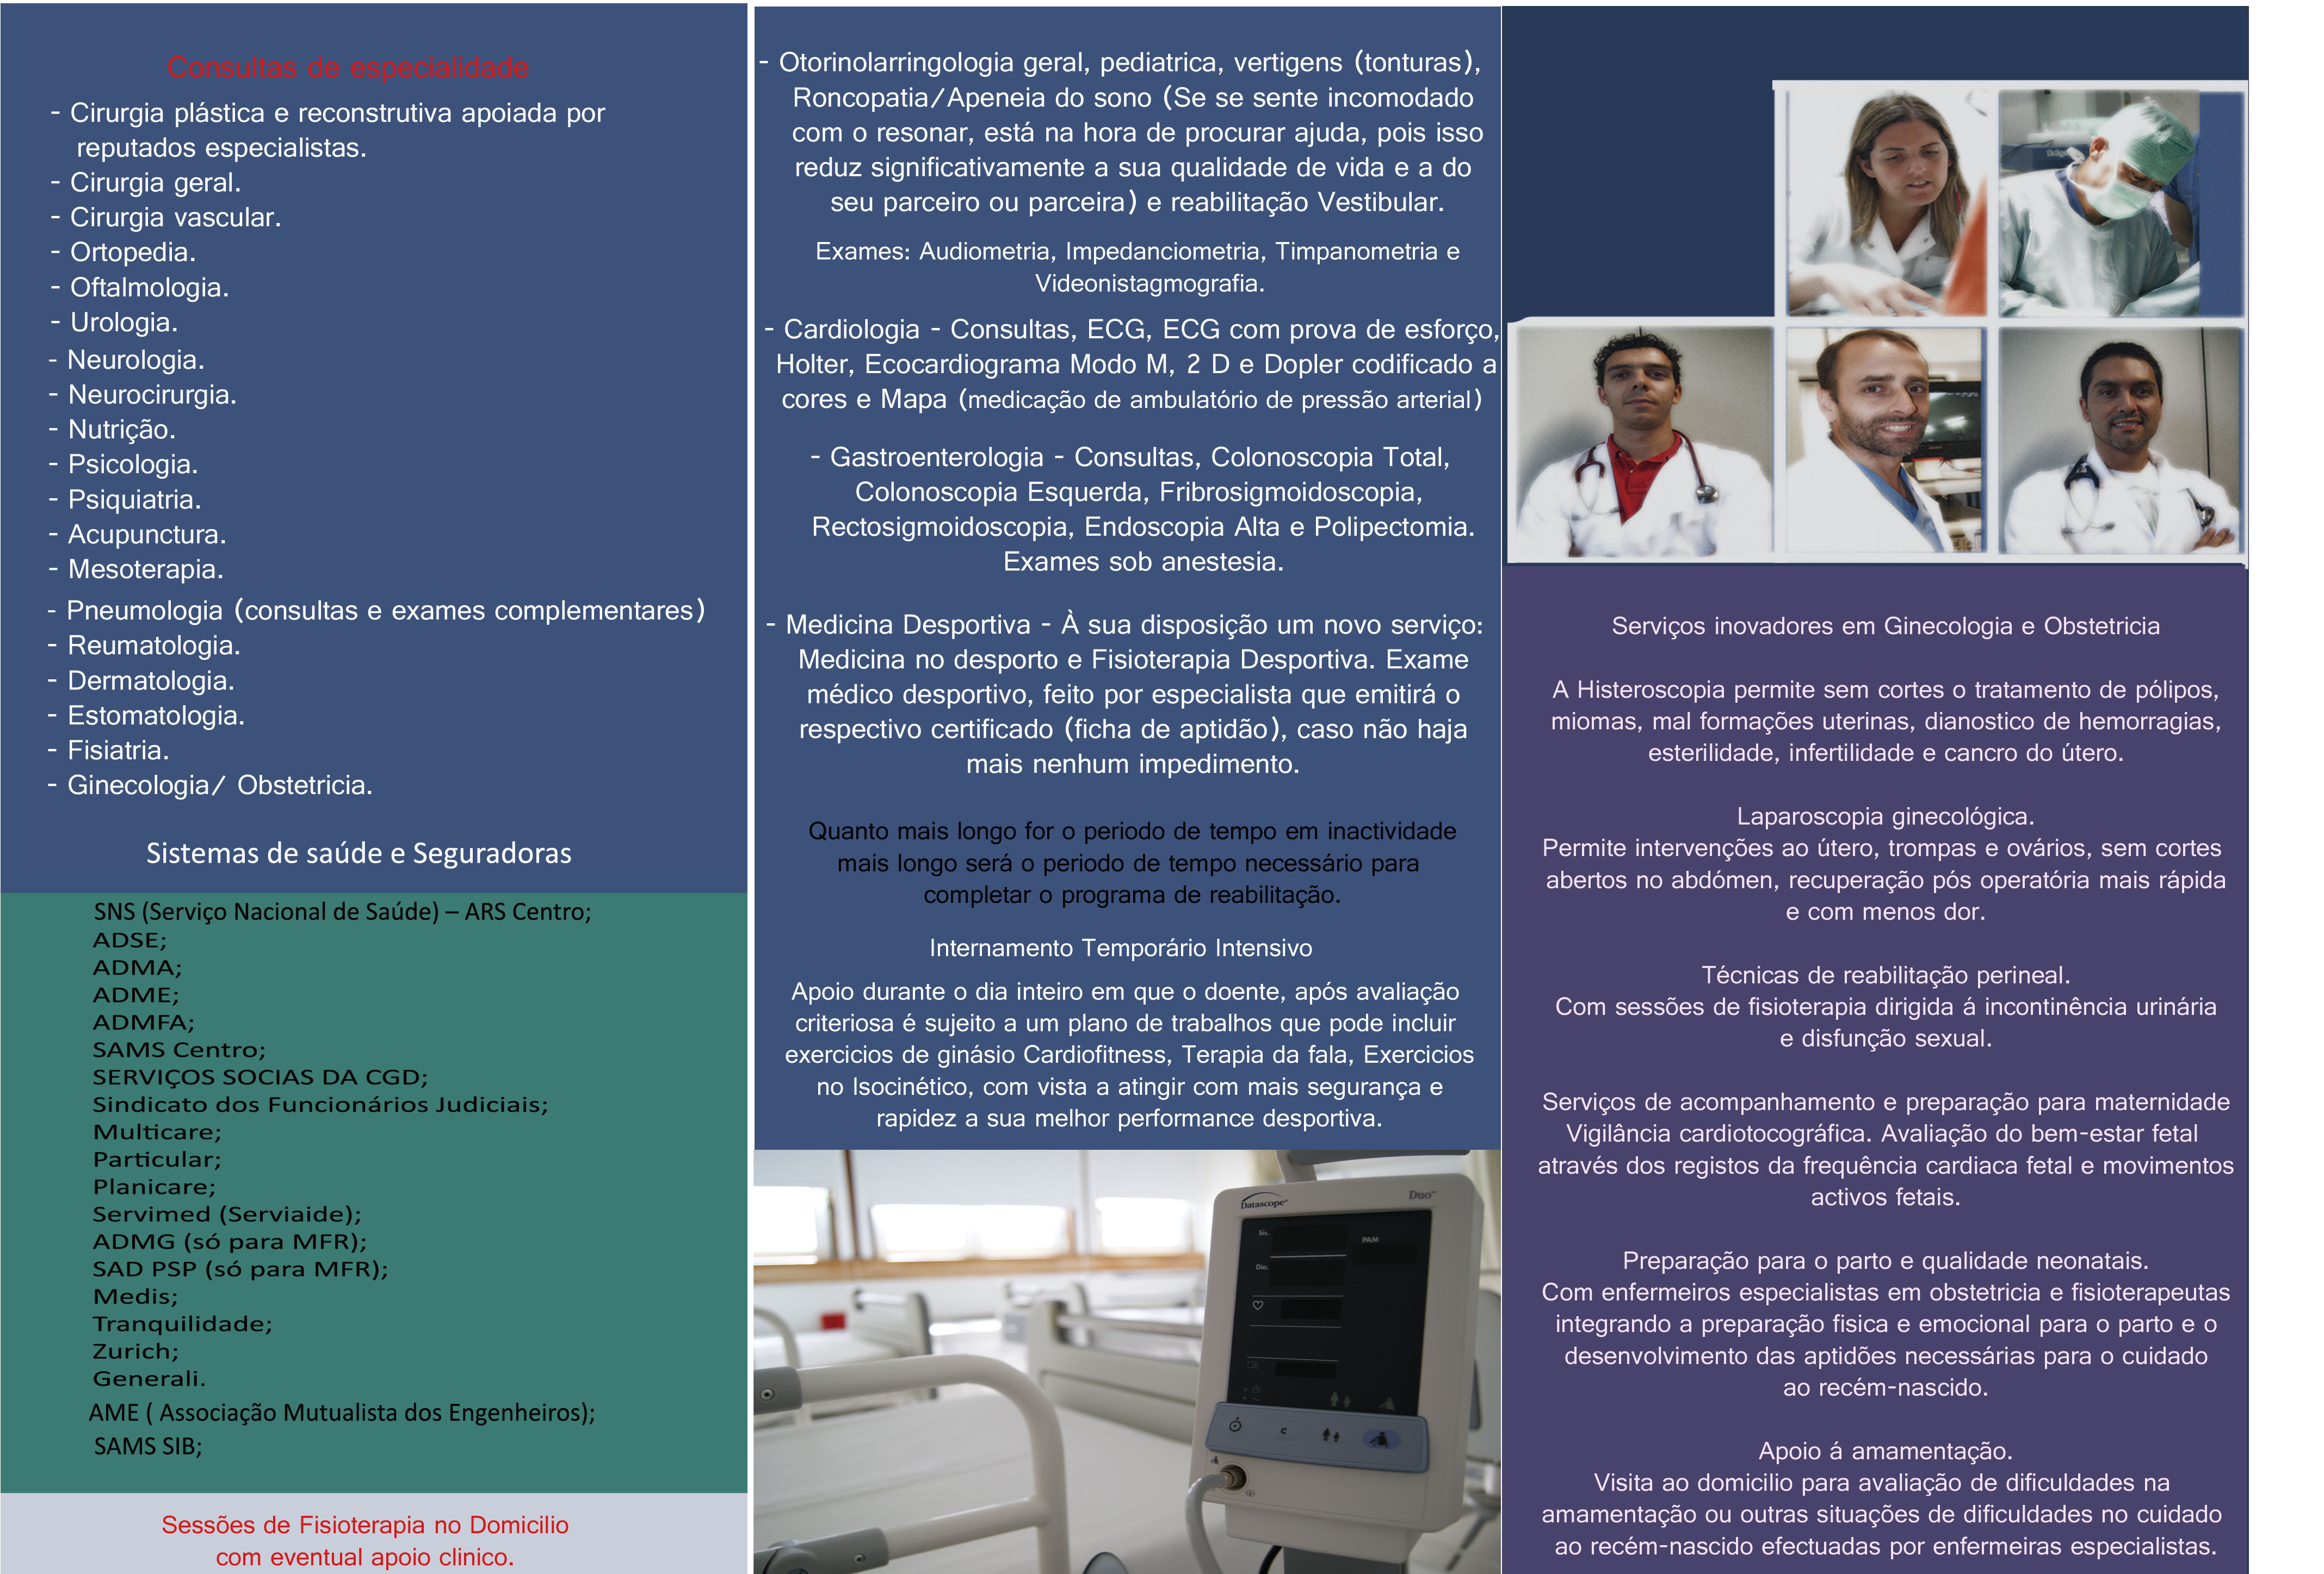 Consultas de especialidade
- Cirurgia plástica e reconstrutiva apoiada por
reputados especialistas.
- Cirurgia geral.
- Cirurgia vascular.
- Ortopedia.
- Oftalmologia.
- Urologia.
- Neurologia.
- Neurocirurgia.
- Nutrição.
- Psicologia.
- Psiquiatria.
- Acupunctura.
- Mesoterapia.
- Pneumologia (consultas e exames complementares)
- Reumatologia.
- Dermatologia.
- Estomatologia.
- Fisiatria.
- Ginecologia/ Obstetricia.
Sistemas de saúde e Seguradoras
SNS (Serviço Nacional de Saúde) – ARS Centro;
ADSE;
ADMA;
ADME;
ADMFA;
SAMS Centro;
SERVIÇOS SOCIAS DA CGD;
Sindicato dos Funcionários Judiciais;
Multicare;
Particular;
Planicare;
Servimed (Serviaide);
ADMG (só para MFR);
SAD PSP (só para MFR);
Medis;
Tranquilidade;
Zurich;
Generali.
AME ( Associação Mutualista dos Engenheiros);
SAMS SIB;
Sessões de Fisioterapia no Domicilio
com eventual apoio clinico.
- Otorinolarringologia geral, pediatrica, vertigens (tonturas),
Roncopatia/Apeneia do sono (Se se sente incomodado
com o resonar, está na hora de procurar ajuda, pois isso
reduz significativamente a sua qualidade de vida e a do
seu parceiro ou parceira) e reabilitação Vestibular.
Exames: Audiometria, Impedanciometria, Timpanometria e
Videonistagmografia.
- Cardiologia - Consultas, ECG, ECG com prova de esforço,
Holter, Ecocardiograma Modo M, 2 D e Dopler codificado a
cores e Mapa (medicação de ambulatório de pressão arterial)
- Gastroenterologia - Consultas, Colonoscopia Total,
Colonoscopia Esquerda, Fribrosigmoidoscopia,
Rectosigmoidoscopia, Endoscopia Alta e Polipectomia.
Exames sob anestesia.
- Medicina Desportiva - À sua disposição um novo serviço:
Medicina no desporto e Fisioterapia Desportiva. Exame
médico desportivo, feito por especialista que emitirá o
respectivo certificado (ficha de aptidão), caso não haja
mais nenhum impedimento.
Quanto mais longo for o periodo de tempo em inactividade
mais longo será o periodo de tempo necessário para
completar o programa de reabilitação.
Internamento Temporário Intensivo
Apoio durante o dia inteiro em que o doente, após avaliação
criteriosa é sujeito a um plano de trabalhos que pode incluir
exercicios de ginásio Cardiofitness, Terapia da fala, Exercicios
no Isocinético, com vista a atingir com mais segurança e
rapidez a sua melhor performance desportiva.
Datascope Duo
Sis.
PAM
Dia.
C
Serviços inovadores em Ginecologia e Obstetricia
A Histeroscopia permite sem cortes o tratamento de pólipos,
miomas, mal formações uterinas, dianostico de hemorragias,
esterilidade, infertilidade e cancro do útero.
Laparoscopia ginecológica.
Permite intervenções ao útero, trompas e ovários, sem cortes
abertos no abdómen, recuperação pós operatória mais rápida
e com menos dor.
Técnicas de reabilitação perineal.
Com sessões de fisioterapia dirigida á incontinência urinária
e disfunção sexual.
Serviços de acompanhamento e preparação para maternidade
Vigilância cardiotocográfica. Avaliação do bem-estar fetal
através dos registos da frequência cardiaca fetal e movimentos
activos fetais.
Preparação para o parto e qualidade neonatais.
Com enfermeiros especialistas em obstetricia e fisioterapeutas
integrando a preparação fisica e emocional para o parto e o
desenvolvimento das aptidões necessárias para o cuidado
ao recém-nascido.
Apoio á amamentação.
Visita ao domicilio para avaliação de dificuldades na
amamentação ou outras situações de dificuldades no cuidado
ao recém-nascido efectuadas por enfermeiras especialistas.